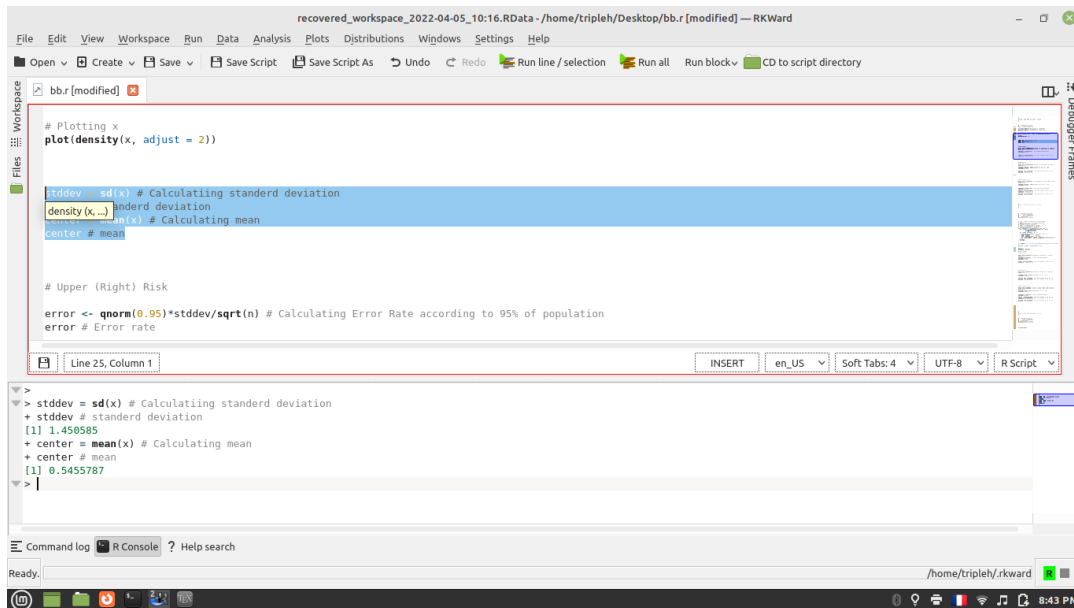 recovered_workspace_2022-04-05_10:16.RData - /home/tripleh/Desktop/bb.r [modified] — RKWard
File Edit View Workspace Run Data Analysis Plots Distributions Windows Settings Help
Open Create Save Save Script Save Script As Undo Redo Run line / selection Run all Run block CD to script directory
Workspace
Files
bb.r [modified]
Debugger Frames
# Plotting x
plot(density(x, adjust = 2))
stddev = sd(x) # Calculatiing standerd deviation
density (x, ...)
anderd deviation
center = mean(x) # Calculating mean
center # mean
# Upper (Right) Risk
error <- qnorm(0.95)*stddev/sqrt(n) # Calculating Error Rate according to 95% of population
error # Error rate
Line 25, Column 1 INSERT en_US Soft Tabs: 4 UTF-8 R Script
>
> stddev = sd(x) # Calculatiing standerd deviation
+ stddev # standerd deviation
[1] 1.450585
+ center = mean(x) # Calculating mean
+ center # mean
[1] 0.5455787
>
Command log R Console ? Help search
Ready. /home/tripleh/.rkward R
8:43 PM